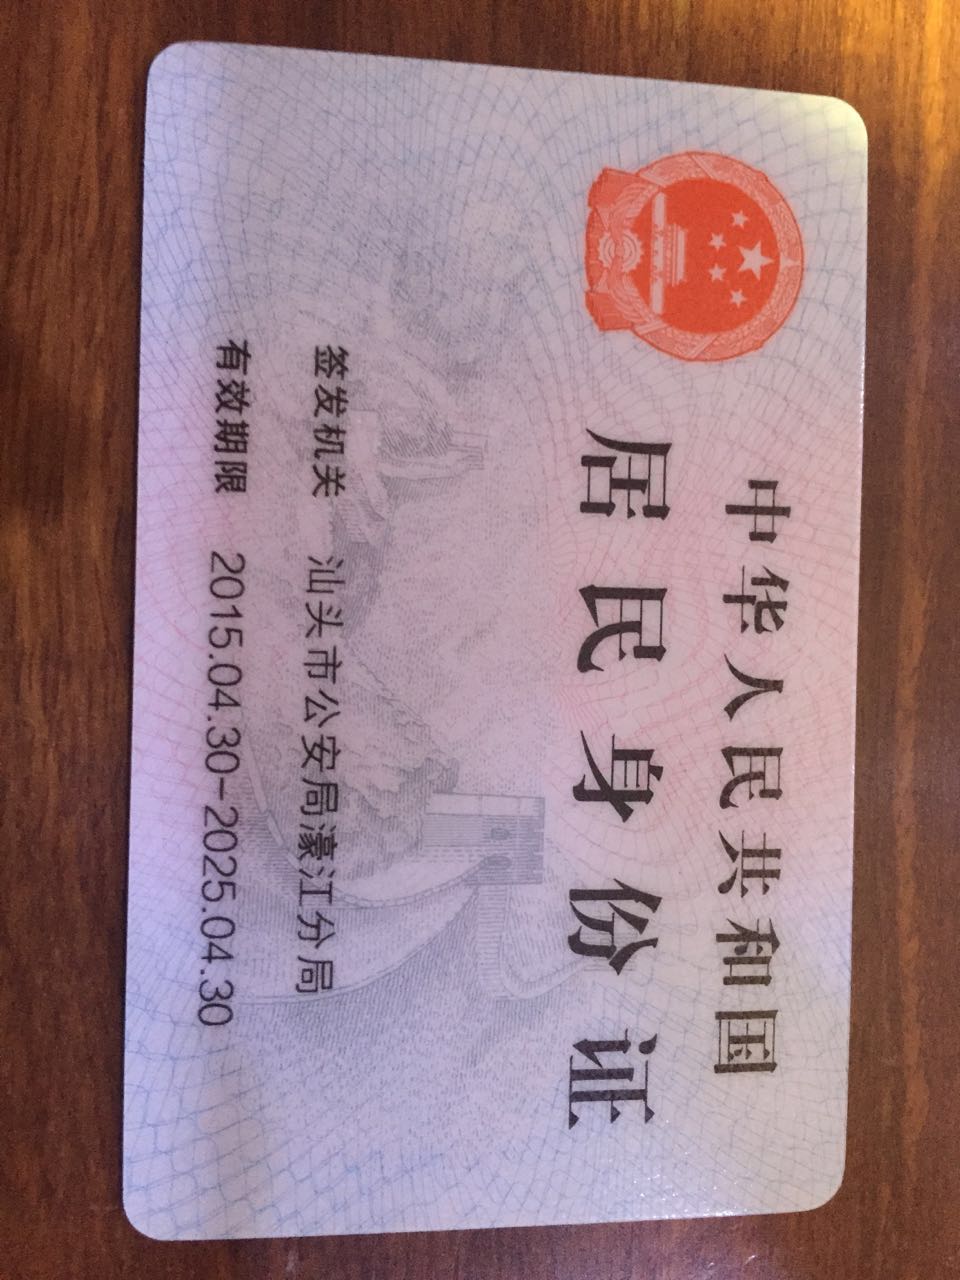 中华人民共和国
居民身份证
签发机关 汕头市公安局濠江分局
有效期限 2015.04.30-2025.04.30